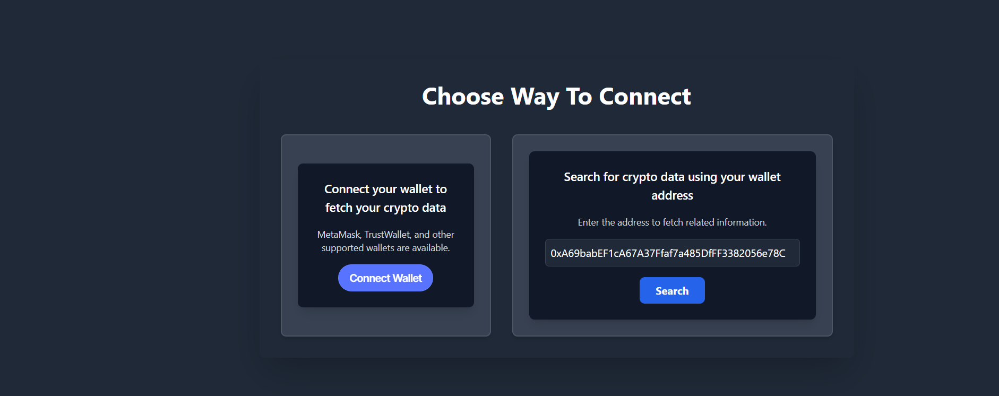 Choose Way To Connect
Connect your wallet to
fetch your crypto data
MetaMask, TrustWallet, and other
supported wallets are available.
Connect Wallet
Search for crypto data using your wallet
address
Enter the address to fetch related information.
0xA69babEF1cA67A37Ffaf7a485DfFF3382056e78C
Search